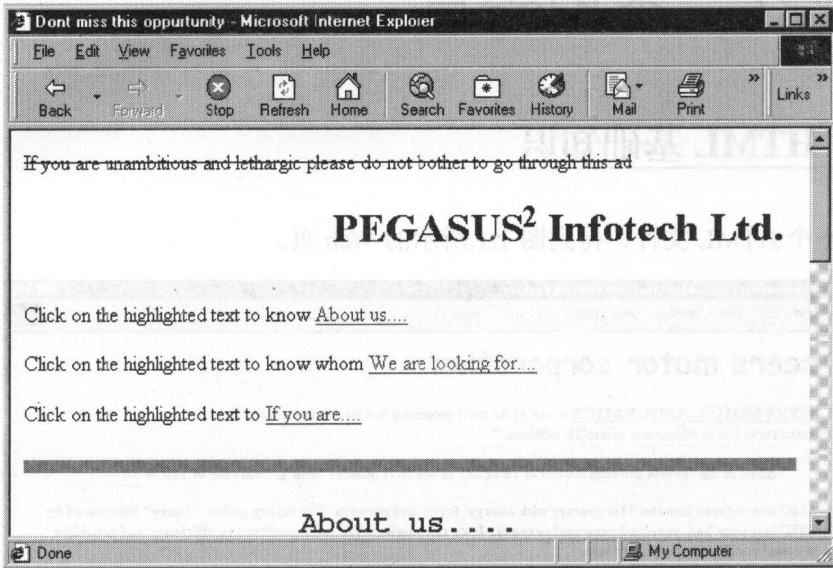 Dont miss this oppurtunity - Microsoft Internet Explorer
File Edit View Favorites Tools Help
Back Forward Stop Refresh Home Search Favorites History Mail Print » Links »
If you are unambitious and lethargic please do not bother to go through this ad
PEGASUS² Infotech Ltd.
Click on the highlighted text to know About us....
Click on the highlighted text to know whom We are looking for....
Click on the highlighted text to If you are....
About us....
Done My Computer